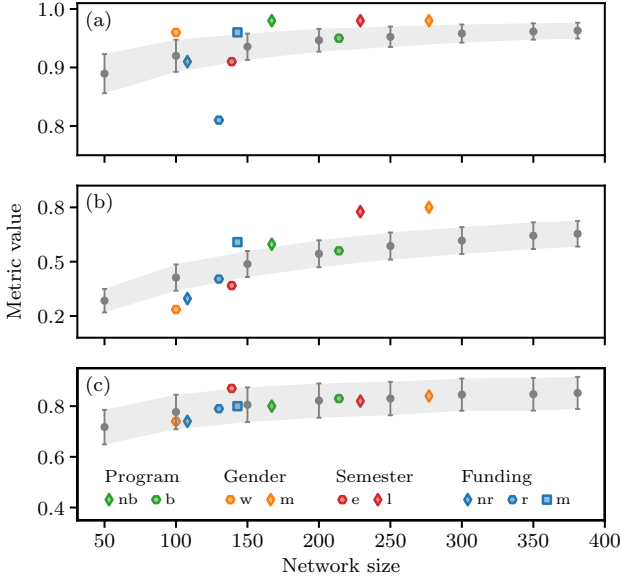 (a)
1.0
0.9
0.8
(b)
0.8
0.5
0.2
Metric value
(c)
0.8
0.6
0.4
Program Gender Semester Funding
nb b w m e l nr r m
50 100 150 200 250 300 350 400
Network size